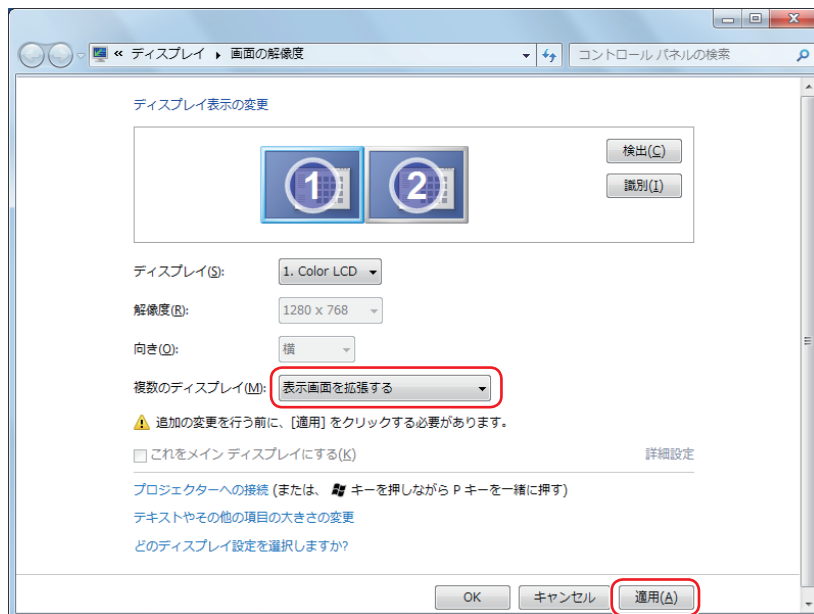 « ディスプレイ ▸ 画面の解像度
コントロール パネルの検索
ディスプレイ表示の変更
1
2
検出(C)
識別(I)
ディスプレイ(S): 1. Color LCD
解像度(R): 1280 x 768
向き(O): 横
複数のディスプレイ(M): 表示画面を拡張する
追加の変更を行う前に、[適用] をクリックする必要があります。
これをメイン ディスプレイにする(K)
詳細設定
プロジェクターへの接続 (または、 キーを押しながら P キーを一緒に押す)
テキストやその他の項目の大きさの変更
どのディスプレイ設定を選択しますか?
OK
キャンセル
適用(A)